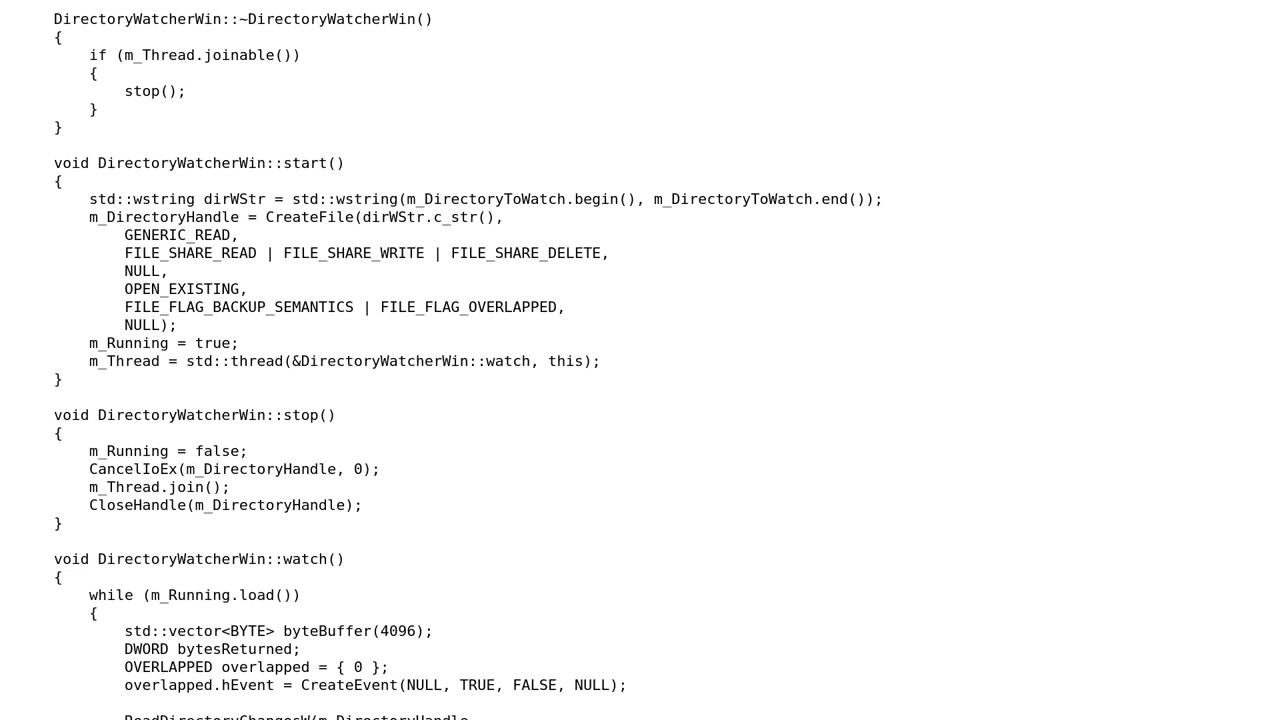 DirectoryWatcherWin::~DirectoryWatcherWin()
{
    if (m_Thread.joinable())
    {
        stop();
    }
}

void DirectoryWatcherWin::start()
{
    std::wstring dirWStr = std::wstring(m_DirectoryToWatch.begin(), m_DirectoryToWatch.end());
    m_DirectoryHandle = CreateFile(dirWStr.c_str(),
        GENERIC_READ,
        FILE_SHARE_READ | FILE_SHARE_WRITE | FILE_SHARE_DELETE,
        NULL,
        OPEN_EXISTING,
        FILE_FLAG_BACKUP_SEMANTICS | FILE_FLAG_OVERLAPPED,
        NULL);
    m_Running = true;
    m_Thread = std::thread(&DirectoryWatcherWin::watch, this);
}

void DirectoryWatcherWin::stop()
{
    m_Running = false;
    CancelIoEx(m_DirectoryHandle, 0);
    m_Thread.join();
    CloseHandle(m_DirectoryHandle);
}

void DirectoryWatcherWin::watch()
{
    while (m_Running.load())
    {
        std::vector<BYTE> byteBuffer(4096);
        DWORD bytesReturned;
        OVERLAPPED overlapped = { 0 };
        overlapped.hEvent = CreateEvent(NULL, TRUE, FALSE, NULL);

        ReadDirectoryChangesW(m_DirectoryHandle,